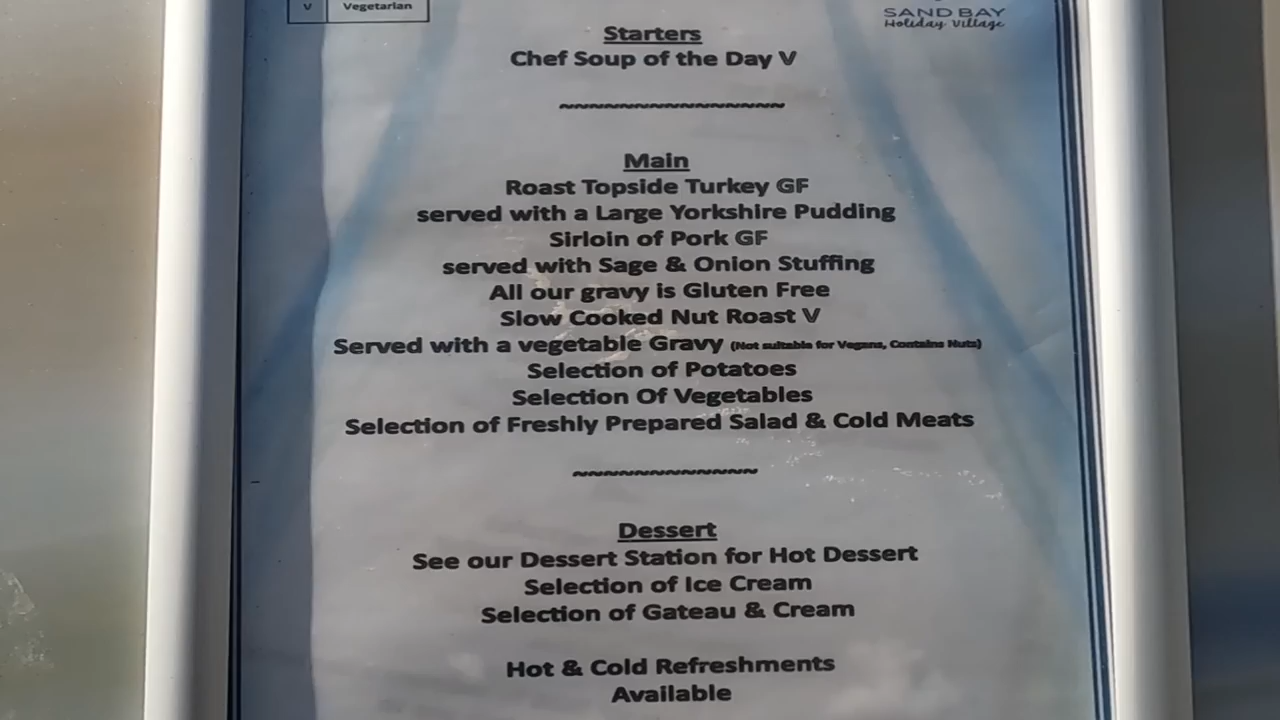 V Vegetarian
SAND BAY
Holiday Village
Starters
Chef Soup of the Day V
~~~~~~~~~~~~~~~~
Main
Roast Topside Turkey GF
served with a Large Yorkshire Pudding
Sirloin of Pork GF
served with Sage & Onion Stuffing
All our gravy is Gluten Free
Slow Cooked Nut Roast V
Served with a vegetable Gravy (Not suitable for Vegans, Contains Nuts)
Selection of Potatoes
Selection Of Vegetables
Selection of Freshly Prepared Salad & Cold Meats
~~~~~~~~~~~~~
Dessert
See our Dessert Station for Hot Dessert
Selection of Ice Cream
Selection of Gateau & Cream
Hot & Cold Refreshments
Available